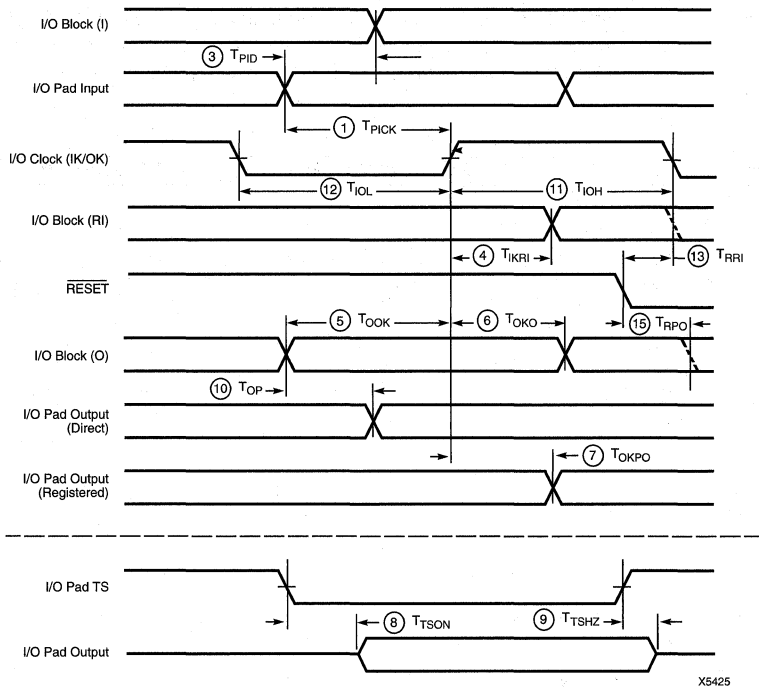 I/O Block (I)
③ TPID
I/O Pad Input
① TPICK
I/O Clock (IK/OK)
⑫ TIOL
⑪ TIOH
I/O Block (RI)
④ TIKRI
⑬ TRRI
RESET
⑤ TOOK
⑥ TOKO
⑮ TRPO
I/O Block (O)
⑩ TOP
I/O Pad Output
(Direct)
⑦ TOKPO
I/O Pad Output
(Registered)
I/O Pad TS
⑧ TTSON
⑨ TTSHZ
I/O Pad Output
X5425